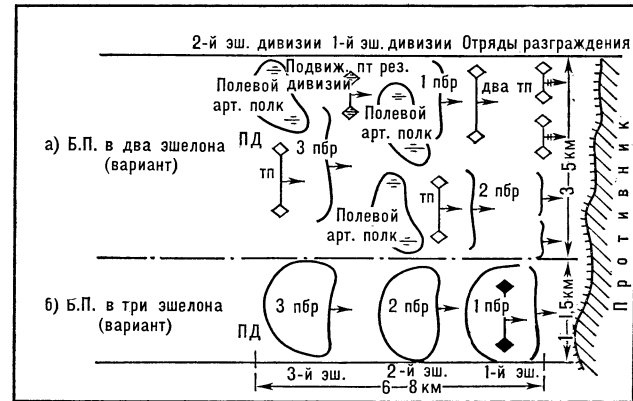 2-й эш. дивизии 1-й эш. дивизии Отряды разграждения
Подвиж. пт рез.
дивизии
Полевой
арт. полк
1 пбр
два тп
Полевой
арт. полк
ПД
3 пбр
а) Б.П. в два эшелона
(вариант)
тп
тп
2 пбр
Полевой
арт. полк
3—5 км
Противник
б) Б.П. в три эшелона
(вариант)
3 пбр
2 пбр
1 пбр
ПД
1—1,5км
3-й эш.
2-й эш.
1-й эш.
6—8 км